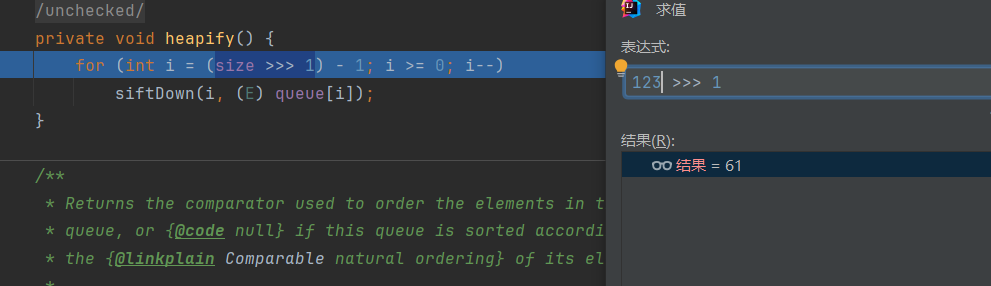 /unchecked/
private void heapify() {
for (int i = (size >>> 1) - 1; i >= 0; i--)
siftDown(i, (E) queue[i]);
}
/**
* Returns the comparator used to order the elements in t
* queue, or {@code null} if this queue is sorted accordi
* the {@linkplain Comparable natural ordering} of its el
*
求值
表达式:
123 >>> 1
结果(R):
结果 = 61